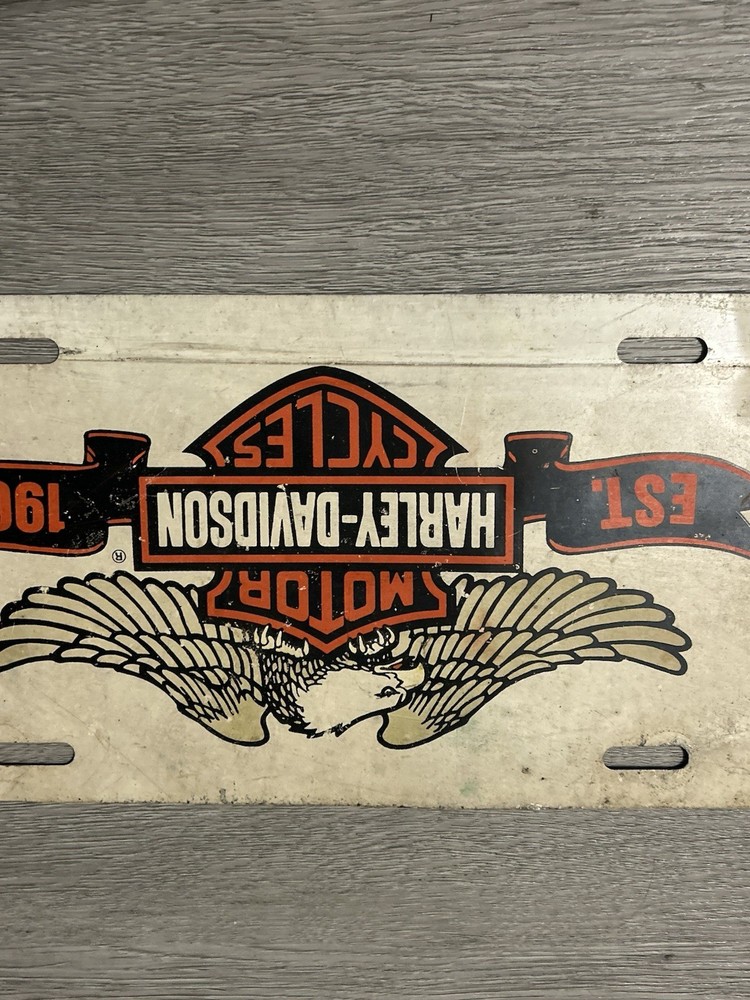 MOTOR
®
EST. HARLEY-DAVIDSON 190
CYCLES